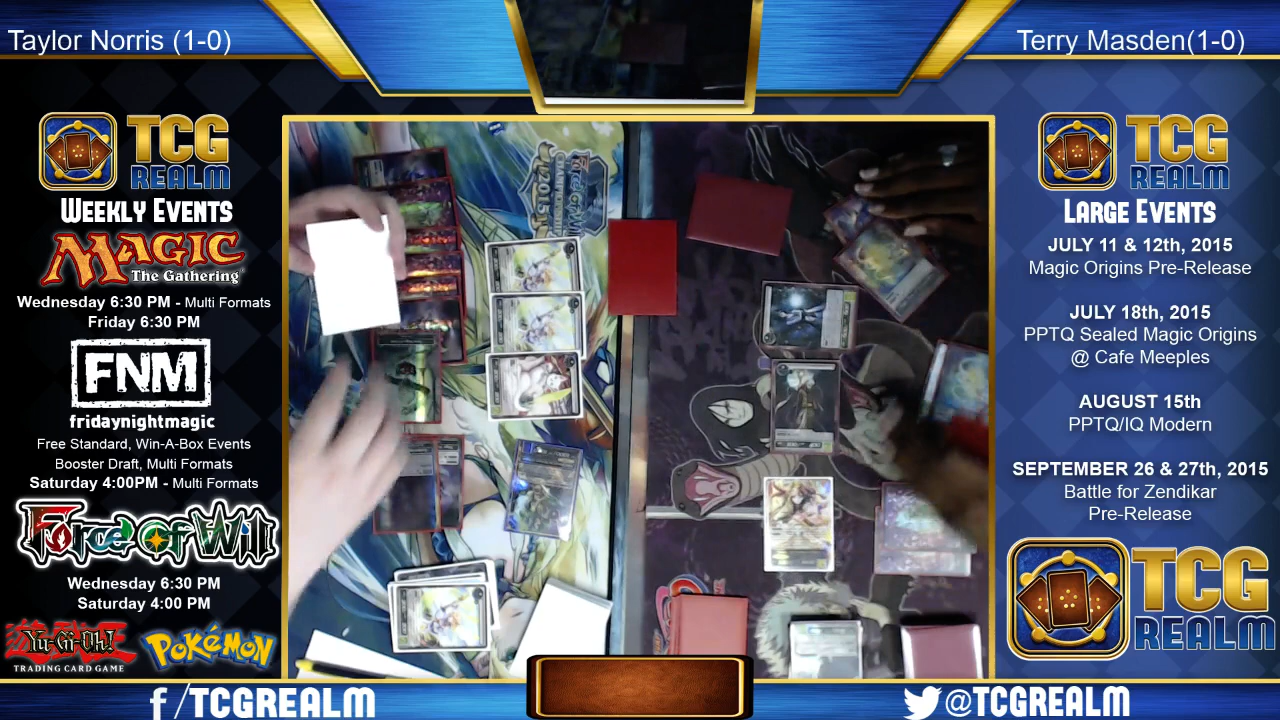 Taylor Norris (1-0)
Terry Masden(1-0)
TCG
REALM
WEEKLY EVENTS
MAGIC
The Gathering
Wednesday 6:30 PM - Multi Formats
Friday 6:30 PM
FNM
fridaynightmagic
Free Standard, Win-A-Box Events
Booster Draft, Multi Formats
Saturday 4:00PM - Multi Formats
Force of Will
Wednesday 6:30 PM
Saturday 4:00 PM
Yu-Gi-Oh!
TRADING CARD GAME
POKéMON
Force of Will
2015
TCG
REALM
LARGE EVENTS
JULY 11 & 12th, 2015
Magic Origins Pre-Release
JULY 18th, 2015
PPTQ Sealed Magic Origins
@ Cafe Meeples
AUGUST 15th
PPTQ/IQ Modern
SEPTEMBER 26 & 27th, 2015
Battle for Zendikar
Pre-Release
TCG
REALM
f /TCGREALM
@TCGREALM